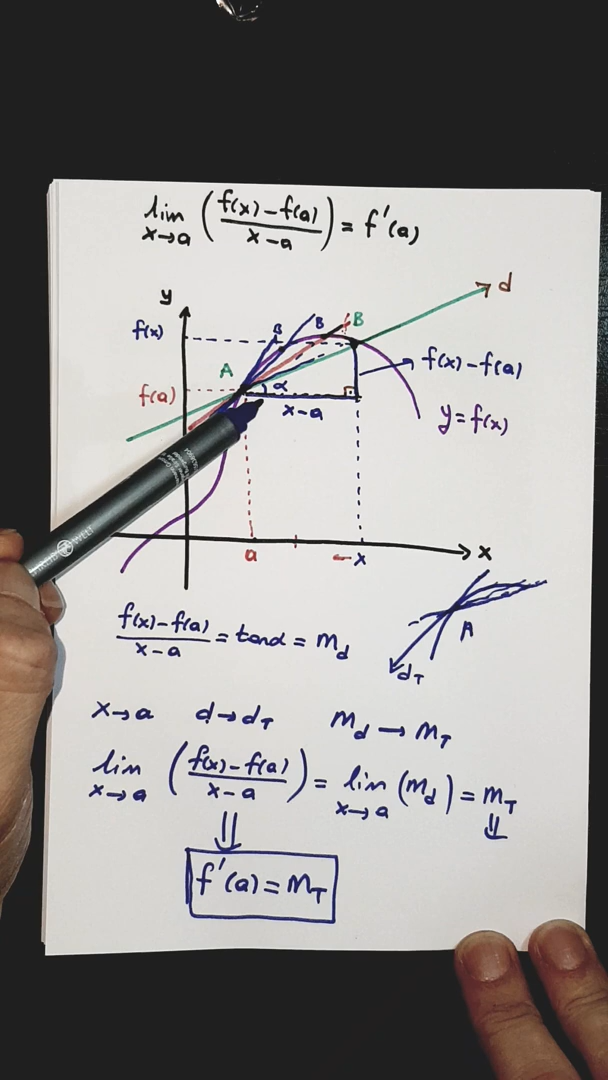 lim x→a ( f(x)-f(a) / x-a ) = f'(a)
y
d
B B B
f(x)
A
α
f(x)-f(a)
f(a)
x-a
y=f(x)
x
a ← x
f(x)-f(a) / x-a = tanα = m_d
A
d_T
x→a d→d_T m_d → m_T
lim x→a ( f(x)-f(a) / x-a ) = lim x→a (m_d) = m_T
⇓ ⇓
f'(a) = m_T